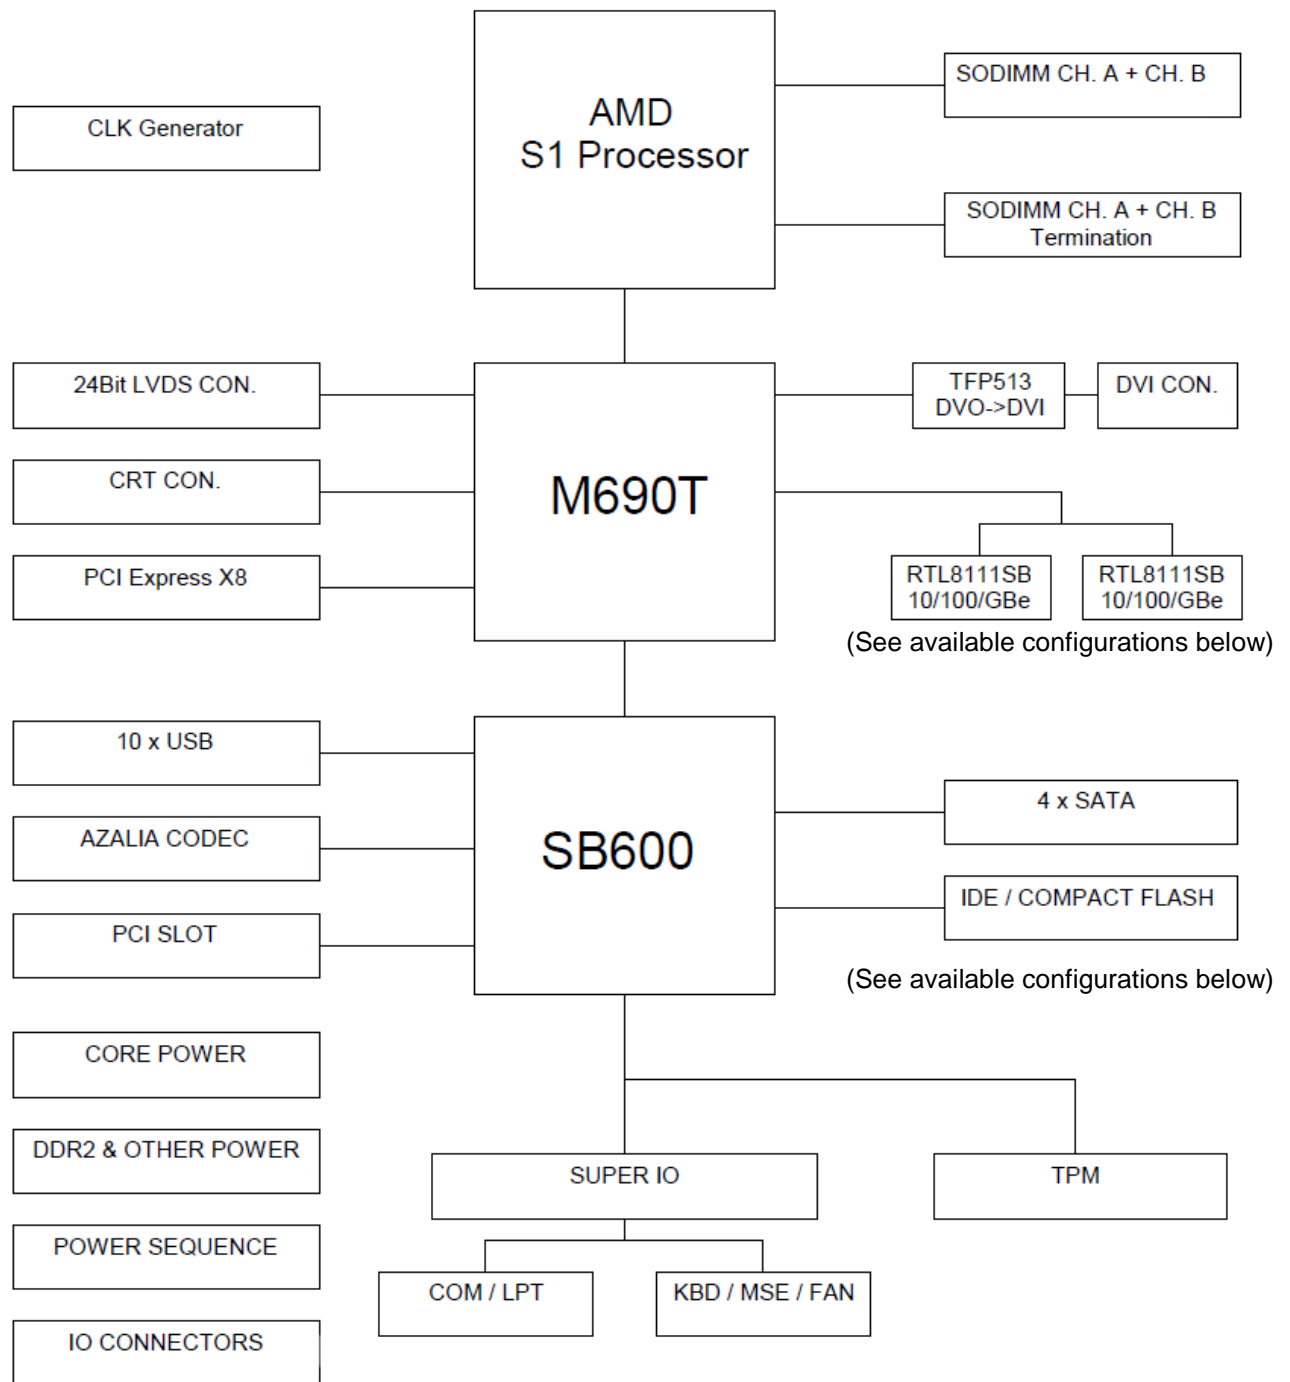 AMD
S1 Processor
SODIMM CH. A + CH. B
CLK Generator
SODIMM CH. A + CH. B
Termination
24Bit LVDS CON.
TFP513
DVO->DVI
DVI CON.
CRT CON.
M690T
PCI Express X8
RTL8111SB
10/100/GBe
RTL8111SB
10/100/GBe
(See available configurations below)
10 x USB
4 x SATA
AZALIA CODEC
SB600
IDE / COMPACT FLASH
PCI SLOT
(See available configurations below)
CORE POWER
DDR2 & OTHER POWER
SUPER IO
TPM
POWER SEQUENCE
COM / LPT
KBD / MSE / FAN
IO CONNECTORS